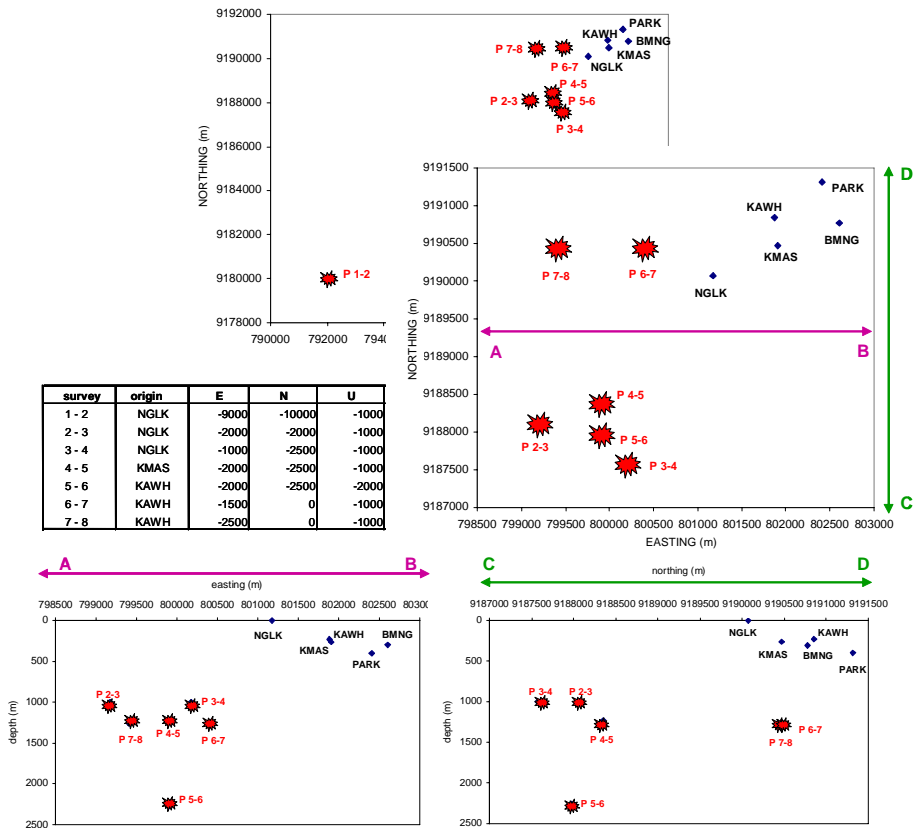 9192000
9190000
9188000
9186000
9184000
9182000
9180000
9178000
NORTHING (m)
790000 792000 794
PARK
KAWH
BMNG
KMAS
NGLK
P 7-8
P 6-7
P 4-5
P 2-3
P 5-6
P 3-4
P 1-2
9191500
9191000
9190500
9190000
9189500
9189000
9188500
9188000
9187500
9187000
NORTHING (m)
PARK
KAWH
BMNG
KMAS
NGLK
P 7-8
P 6-7
A B
P 4-5
P 2-3
P 5-6
P 3-4
798500 799000 799500 800000 800500 801000 801500 802000 802500 803000
EASTING (m)
D
C
survey origin E N U
1 - 2 NGLK -9000 -10000 -1000
2 - 3 NGLK -2000 -2000 -1000
3 - 4 NGLK -1000 -2500 -1000
4 - 5 KMAS -2000 -2500 -1000
5 - 6 KAWH -2000 -2500 -2000
6 - 7 KAWH -1500 0 -1000
7 - 8 KAWH -2500 0 -1000
A B
easting (m)
798500 799000 799500 800000 800500 801000 801500 802000 802500 80300
0
500
1000
1500
2000
2500
depth (m)
NGLK
KMAS
KAWH
BMNG
PARK
P 2-3
P 3-4
P 7-8
P 4-5
P 6-7
P 5-6
C D
northing (m)
9187000 9187500 9188000 9188500 9189000 9189500 9190000 9190500 9191000 9191500
0
500
1000
1500
2000
2500
depth (m)
NGLK
KAWH
KMAS
BMNG
PARK
P 3-4
P 2-3
P 4-5
P 6-7
P 7-8
P 5-6